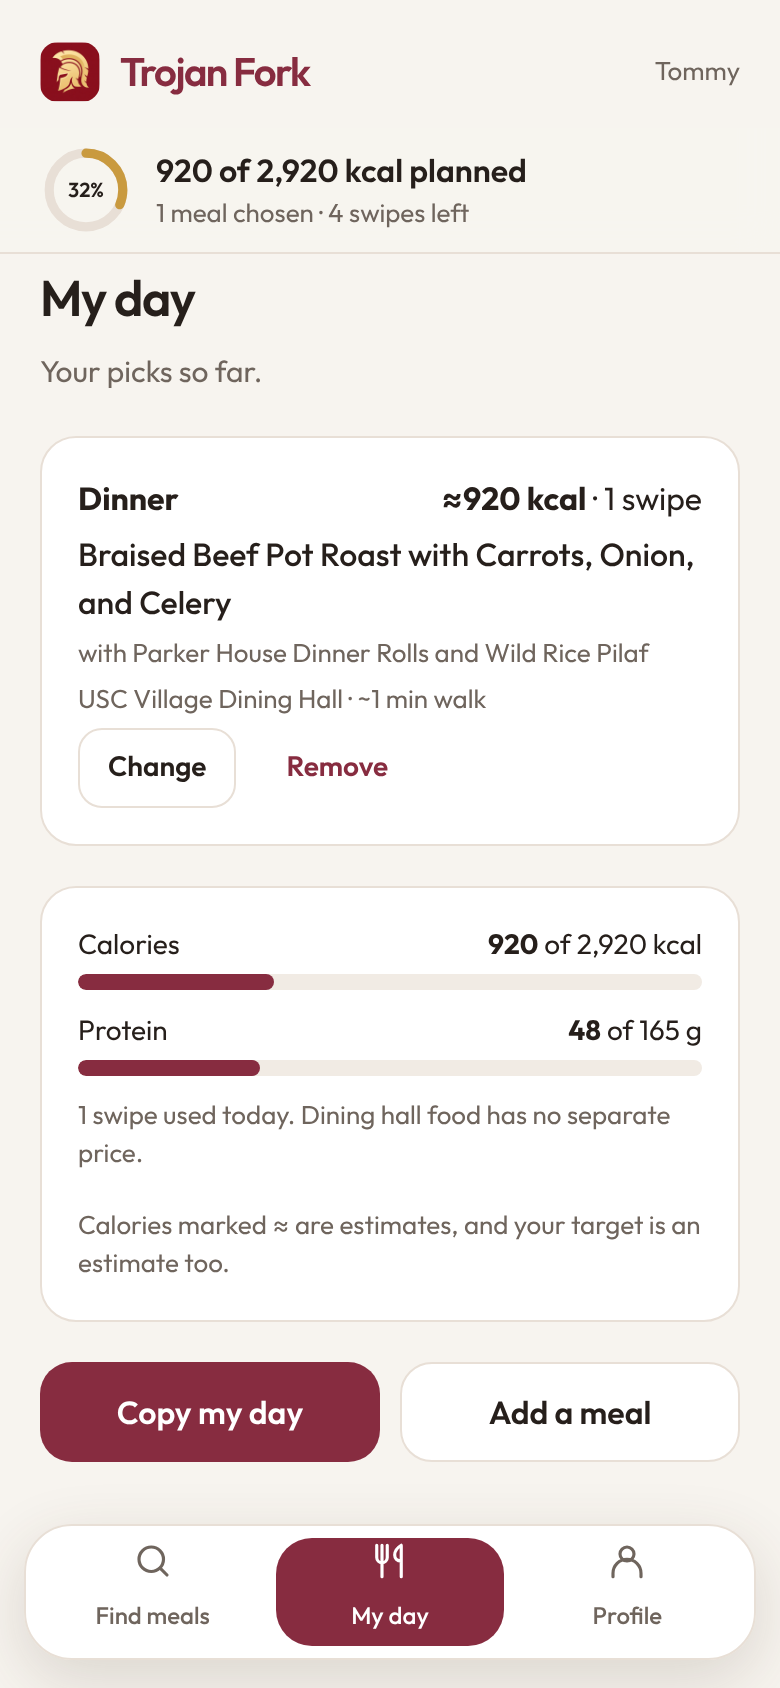 Trojan Fork
Tommy
32%
920 of 2,920 kcal planned
1 meal chosen · 4 swipes left
My day
Your picks so far.
Dinner
≈920 kcal · 1 swipe
Braised Beef Pot Roast with Carrots, Onion,
and Celery
with Parker House Dinner Rolls and Wild Rice Pilaf
USC Village Dining Hall · ~1 min walk
Change
Remove
Calories
920 of 2,920 kcal
Protein
48 of 165 g
1 swipe used today. Dining hall food has no separate
price.
Calories marked ≈ are estimates, and your target is an
estimate too.
Copy my day
Add a meal
Find meals
My day
Profile